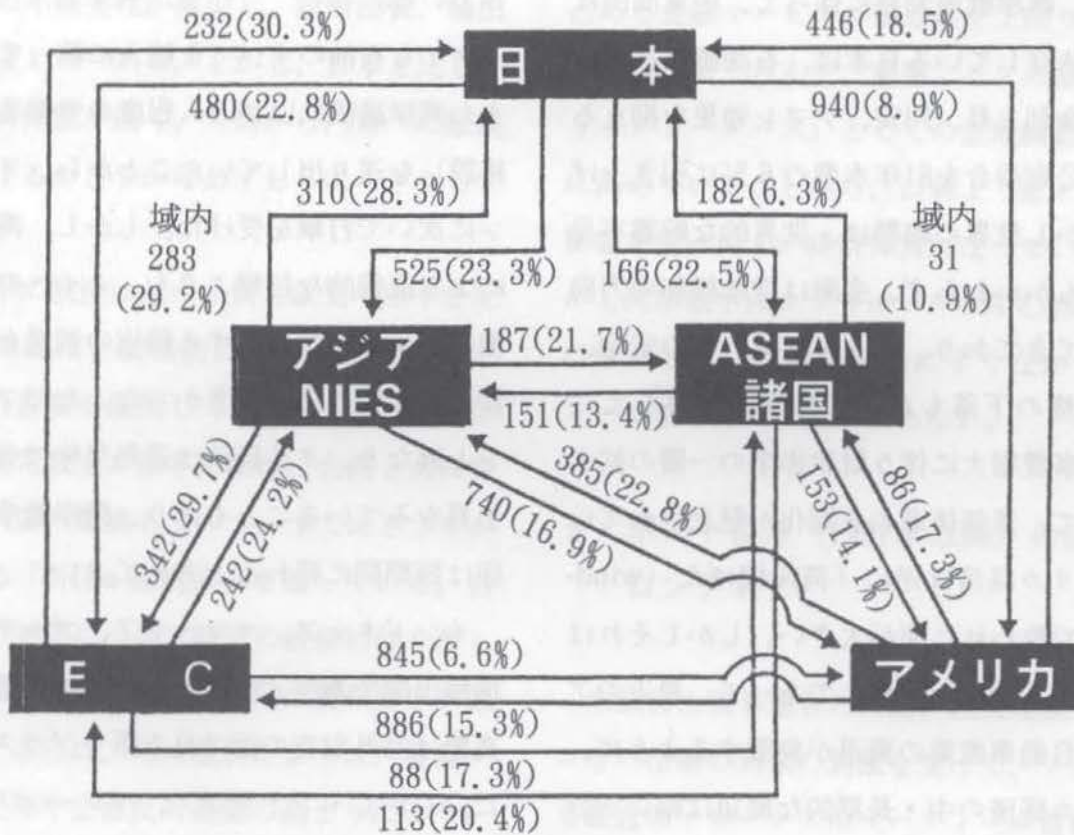 232(30.3%)
446(18.5%)
日 本
480(22.8%)
940(8.9%)
310(28.3%)
182(6.3%)
域内
283
(29.2%)
域内
31
(10.9%)
525(23.3%)
166(22.5%)
アジア
NIES
187(21.7%)
151(13.4%)
ASEAN
諸国
342(29.7%)
242(24.2%)
385(22.8%)
740(16.9%)
153(14.1%)
86(17.3%)
E C
アメリカ
845(6.6%)
886(15.3%)
88(17.3%)
113(20.4%)